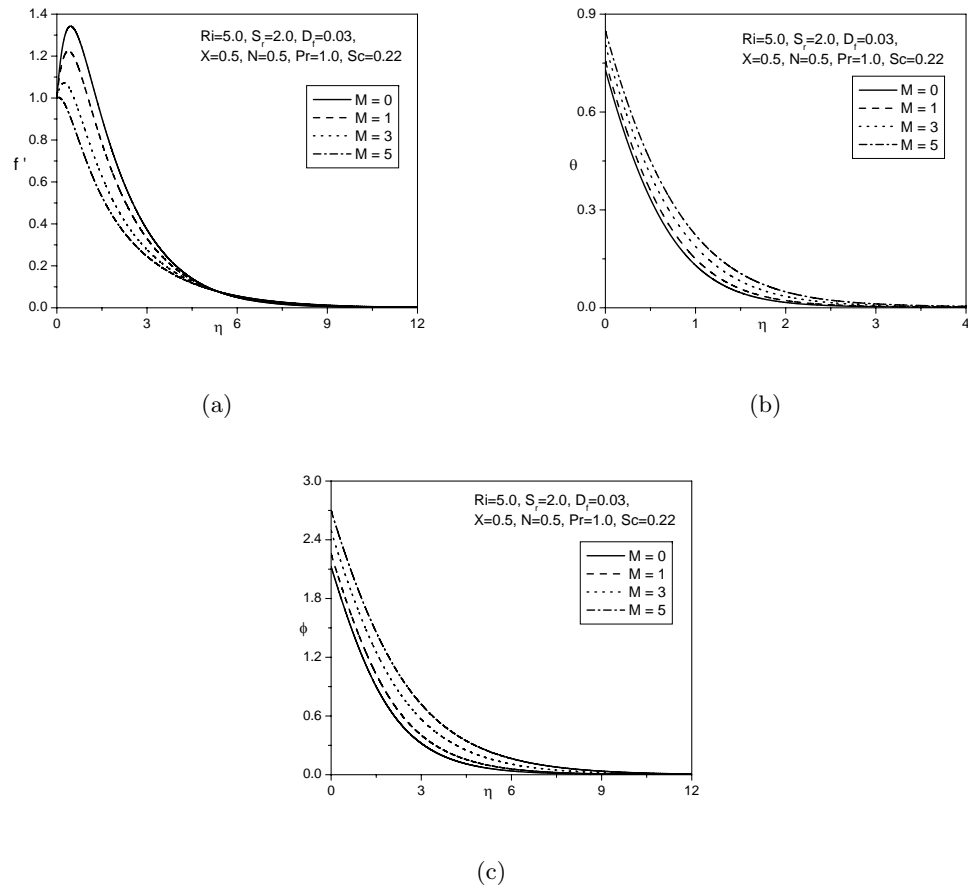 1.4
1.2
1.0
0.8
0.6
0.4
0.2
0.0
f '
0 3 6 9 12
η
Ri=5.0, S_r=2.0, D_f=0.03,
X=0.5, N=0.5, Pr=1.0, Sc=0.22
M = 0
M = 1
M = 3
M = 5
(a)
0.9
0.6
0.3
0.0
θ
0 1 2 3 4
η
Ri=5.0, S_r=2.0, D_f=0.03,
X=0.5, N=0.5, Pr=1.0, Sc=0.22
M = 0
M = 1
M = 3
M = 5
(b)
3.0
2.4
1.8
1.2
0.6
0.0
ϕ
0 3 6 9 12
η
Ri=5.0, S_r=2.0, D_f=0.03,
X=0.5, N=0.5, Pr=1.0, Sc=0.22
M = 0
M = 1
M = 3
M = 5
(c)